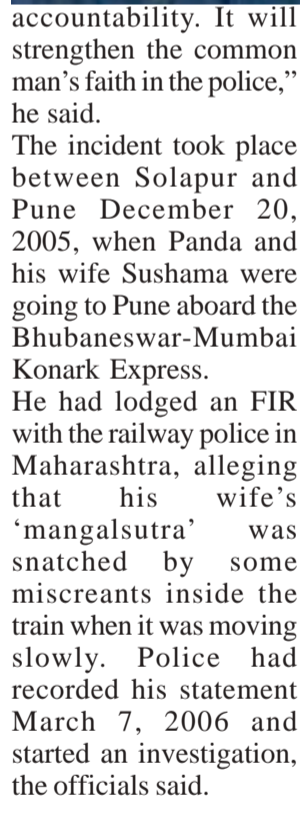 accountability. It will
strengthen the common
man’s faith in the police,”
he said.
The incident took place
between Solapur and
Pune December 20,
2005, when Panda and
his wife Sushama were
going to Pune aboard the
Bhubaneswar-Mumbai
Konark Express.
He had lodged an FIR
with the railway police in
Maharashtra, alleging
that his wife’s
‘mangalsutra’ was
snatched by some
miscreants inside the
train when it was moving
slowly. Police had
recorded his statement
March 7, 2006 and
started an investigation,
the officials said.